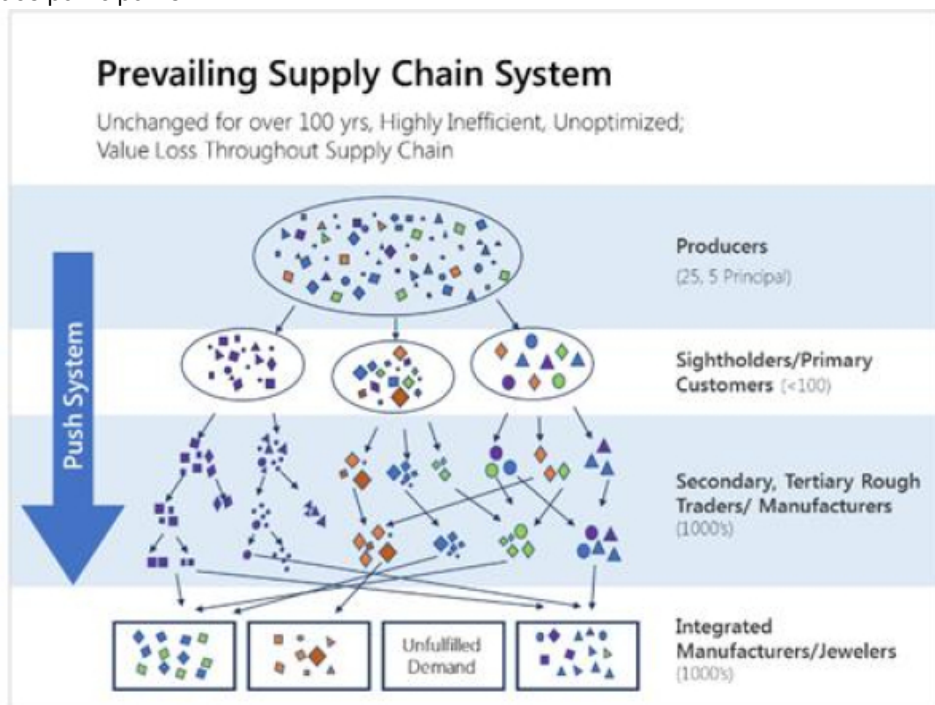 Prevailing Supply Chain System
Unchanged for over 100 yrs, Highly Inefficient, Unoptimized;
Value Loss Throughout Supply Chain
Producers
(25, 5 Principal)
Push System
Sightholders/Primary
Customers (<100)
Secondary, Tertiary Rough
Traders/ Manufacturers
(1000's)
Integrated
Manufacturers/Jewelers
(1000's)
Unfulfilled
Demand